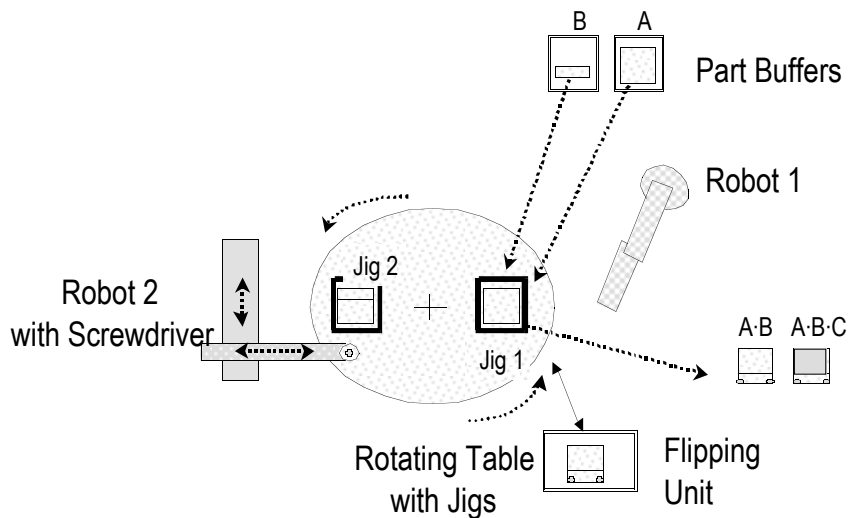 B A
Part Buffers
Robot 1
Jig 2
Robot 2
with Screwdriver
Jig 1
A·B A·B·C
Rotating Table
with Jigs
Flipping
Unit